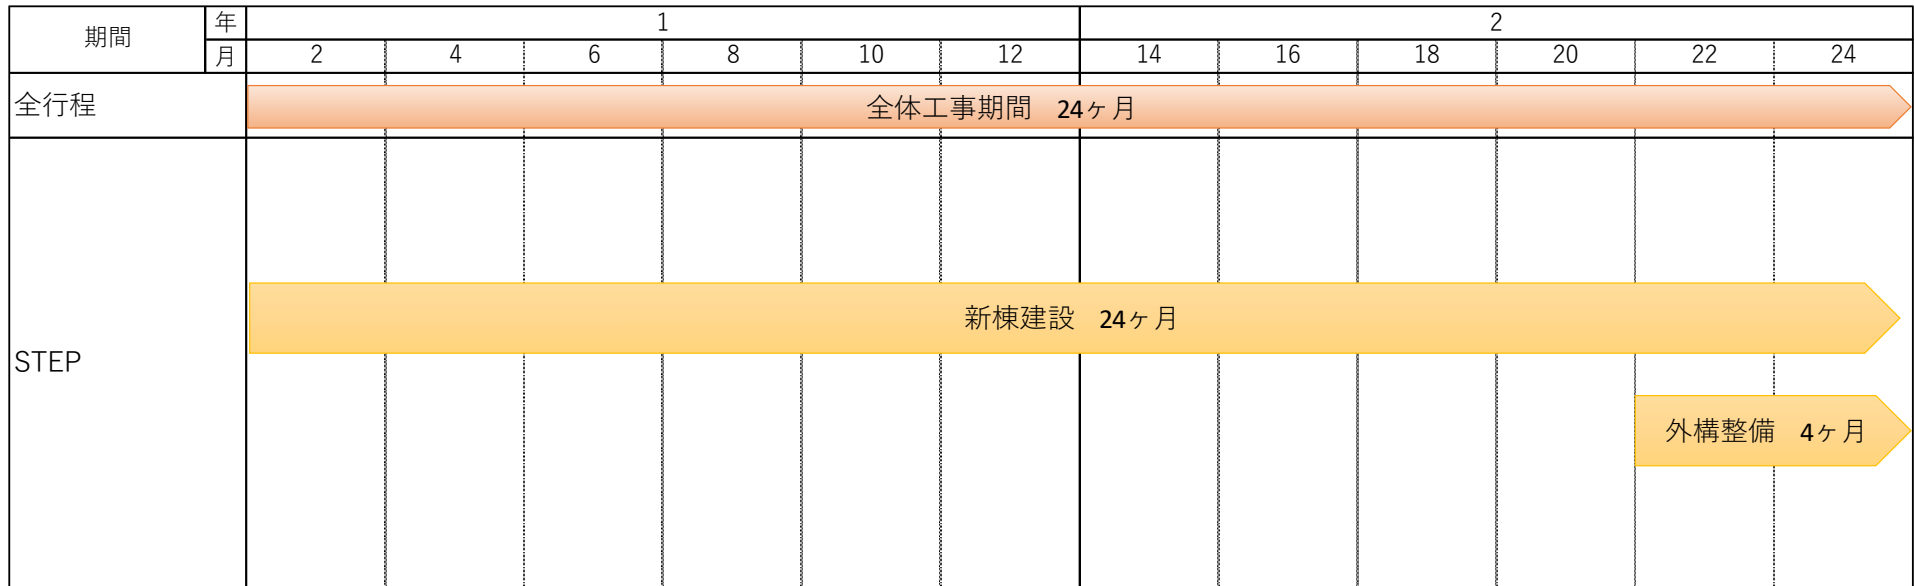 期間 年 1 2
月 2 4 6 8 10 12 14 16 18 20 22 24
全行程 全体工事期間 24ヶ月
新棟建設 24ヶ月
STEP
外構整備 4ヶ月